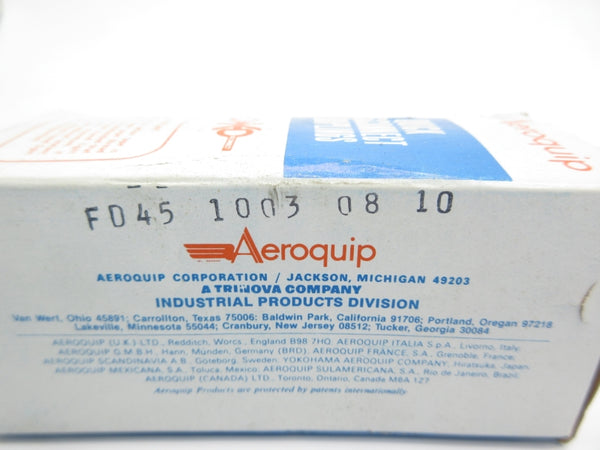 Aeroquip
FD45 1003 08 10
Aeroquip
AEROQUIP CORPORATION / JACKSON, MICHIGAN 49203
A TRINOVA COMPANY
INDUSTRIAL PRODUCTS DIVISION
Van Wert, Ohio 45891; Carrollton, Texas 75006; Baldwin Park, California 91706; Portland, Oregan 97218
Lakeville, Minnesota 55044; Cranbury, New Jersey 08512; Tucker, Georgia 30084
AEROQUIP (U.K.) LTD., Redditch, Worcs., England B98 7HQ. AEROQUIP ITALIA S.p.A., Livorno, Italy.
AEROQUIP G.M.B.H., Hann, Münden, Germany (BRD). AEROQUIP FRANCE, S.A., Grenoble, France.
AEROQUIP SCANDINAVIA A.B., Göteborg, Sweden. YOKOHAMA AEROQUIP COMPANY, Hiratsuka, Japan.
AEROQUIP MEXICANA, S.A., Toluca, Mexico. AEROQUIP SULAMERICANA, S.A., Rio de Janeiro, Brazil.
AEROQUIP (CANADA) LTD., Toronto, Ontario, Canada M8A 1Z7
Aeroquip Products are protected by patents internationally